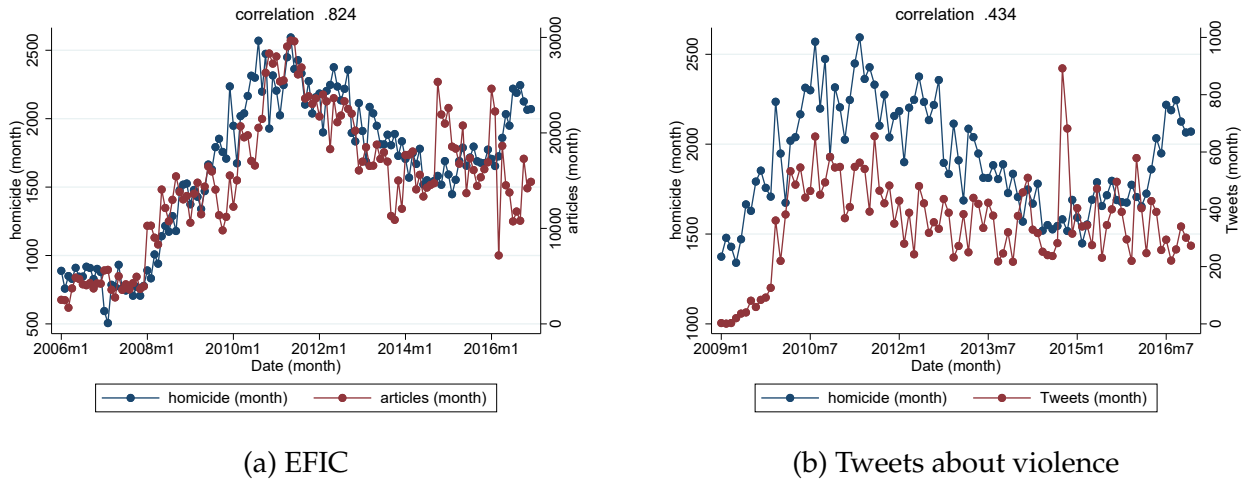 correlation .824
homicide (month)
500 1000 1500 2000 2500
articles (month)
0 10000 20000 30000
2006m1 2008m1 2010m1 2012m1 2014m1 2016m1
Date (month)
homicide (month) articles (month)
(a) EFIC
correlation .434
homicide (month)
1000 1500 2000 2500
Tweets (month)
0 200 400 600 800 1000
2009m1 2010m7 2012m1 2013m7 2015m1 2016m7
Date (month)
homicide (month) Tweets (month)
(b) Tweets about violence